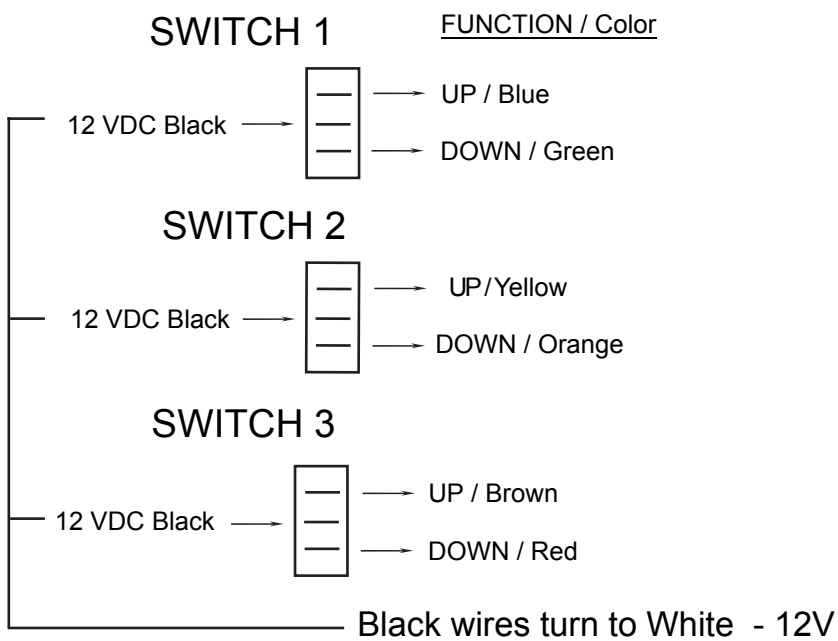 SWITCH 1
FUNCTION / Color
UP / Blue
12 VDC Black
DOWN / Green
SWITCH 2
UP/Yellow
12 VDC Black
DOWN / Orange
SWITCH 3
UP / Brown
12 VDC Black
DOWN / Red
Black wires turn to White - 12V